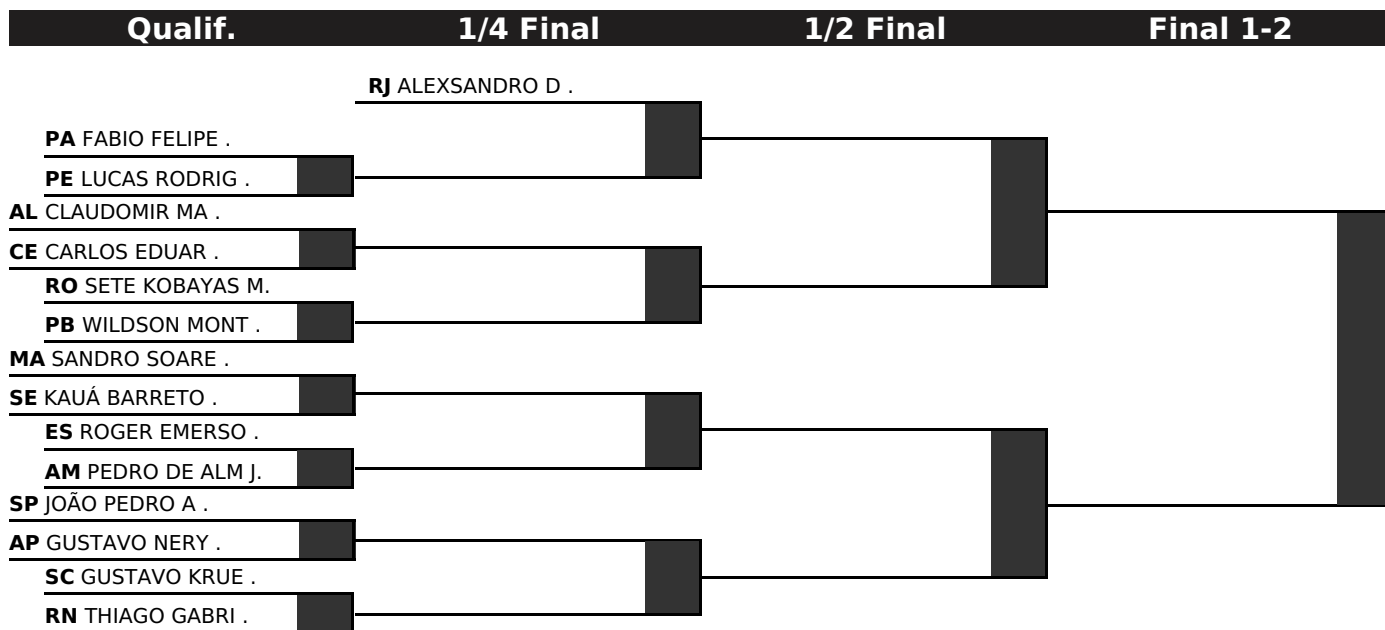 Qualif. 1/4 Final 1/2 Final Final 1-2
RJ ALEXSANDRO D .
PA FABIO FELIPE .
PE LUCAS RODRIG .
AL CLAUDOMIR MA .
CE CARLOS EDUAR .
RO SETE KOBAYAS M.
PB WILDSON MONT .
MA SANDRO SOARE .
SE KAUÁ BARRETO .
ES ROGER EMERSO .
AM PEDRO DE ALM J.
SP JOÃO PEDRO A .
AP GUSTAVO NERY .
SC GUSTAVO KRUE .
RN THIAGO GABRI .